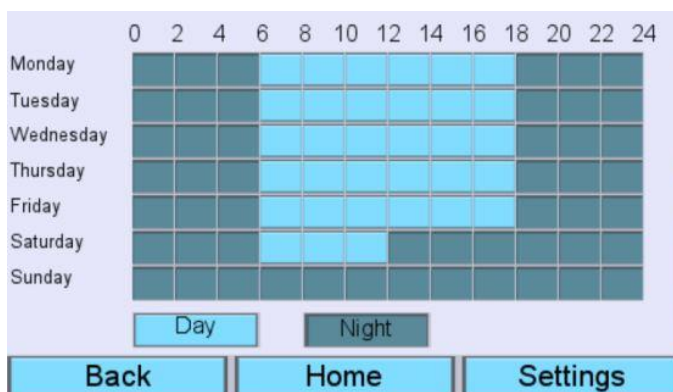 0 2 4 6 8 10 12 14 16 18 20 22 24
Monday
Tuesday
Wednesday
Thursday
Friday
Saturday
Sunday
Day Night
Back Home Settings